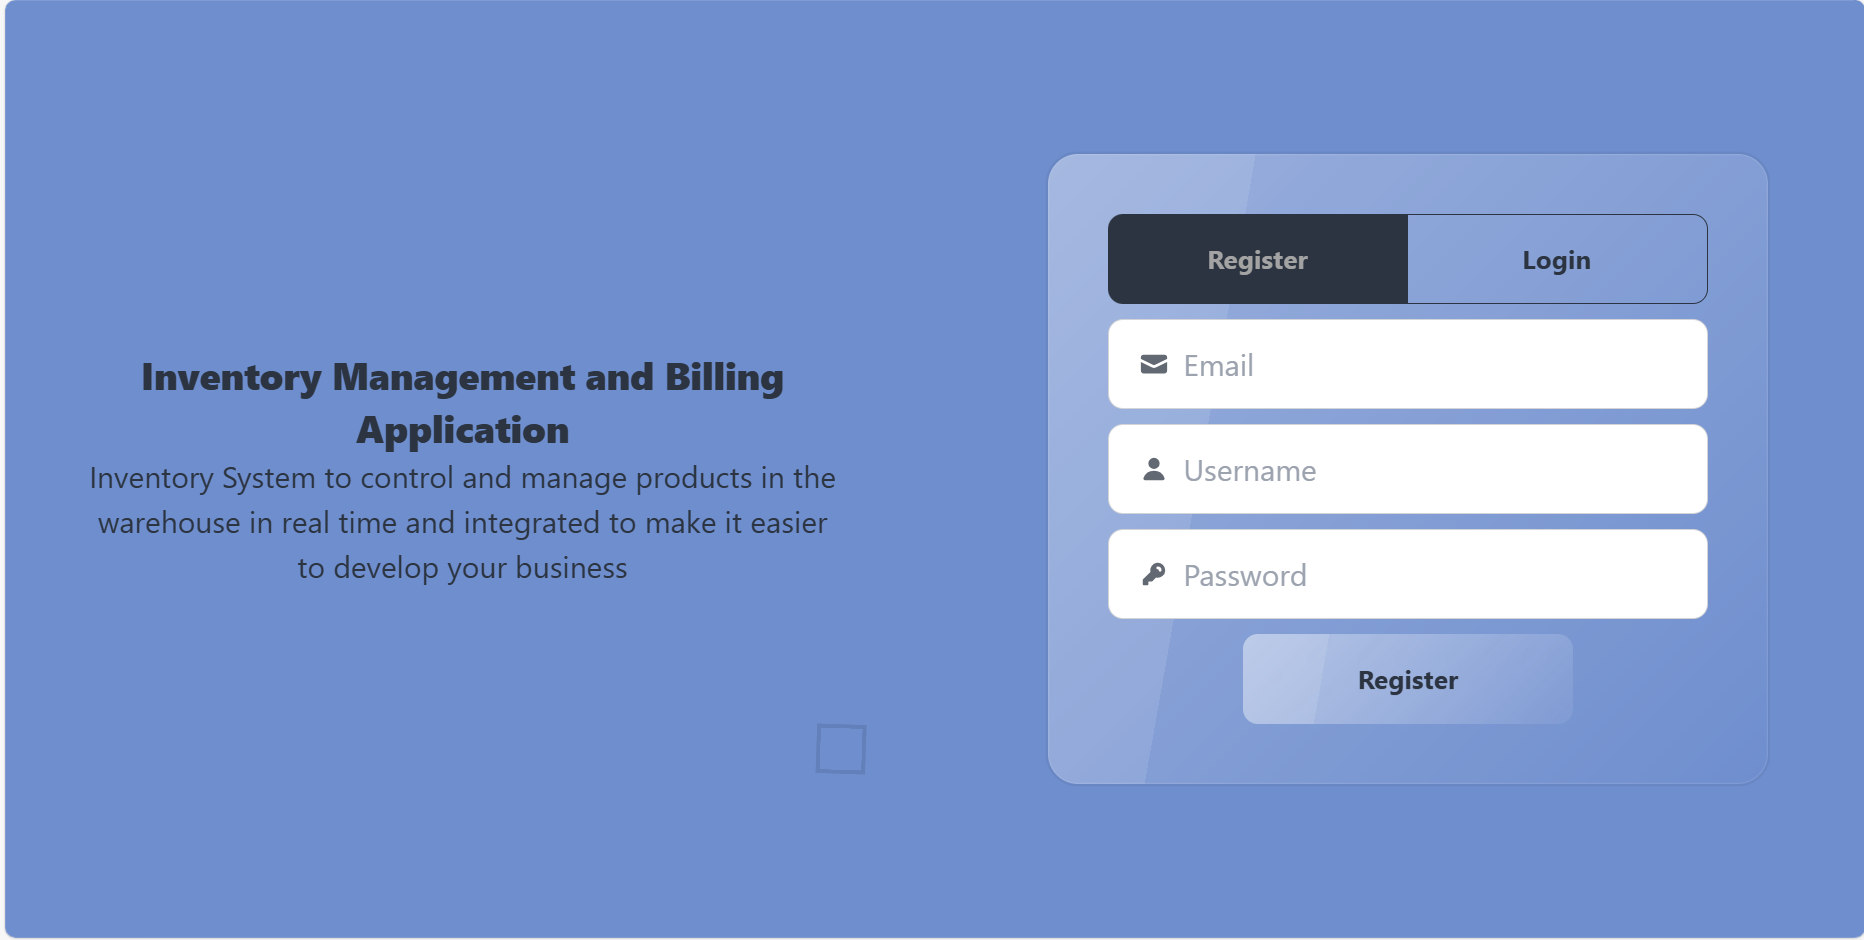 Inventory Management and Billing
Application
Inventory System to control and manage products in the
warehouse in real time and integrated to make it easier
to develop your business
Register
Login
Email
Username
Password
Register